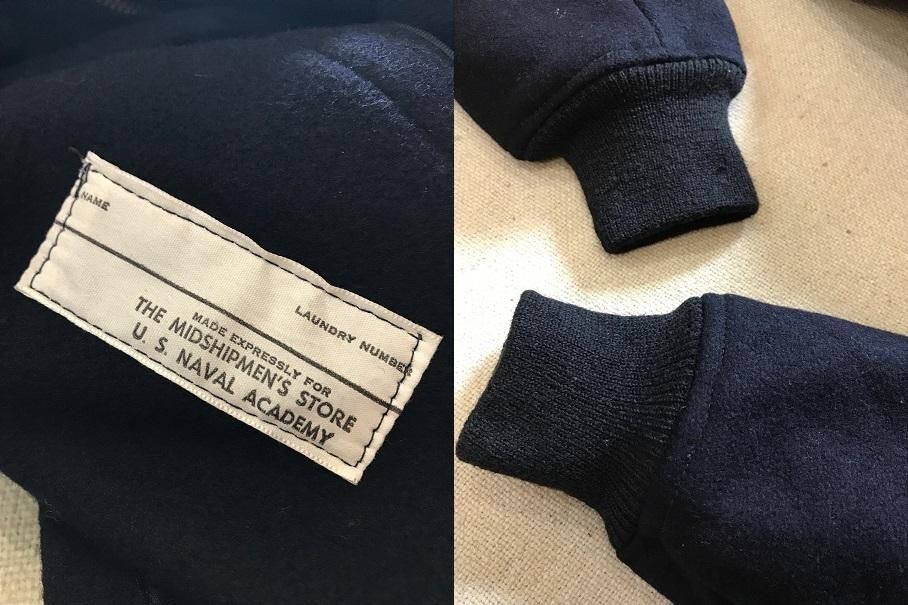 NAME
LAUNDRY NUMBER
MADE EXPRESSLY FOR
THE MIDSHIPMEN'S STORE
U. S. NAVAL ACADEMY